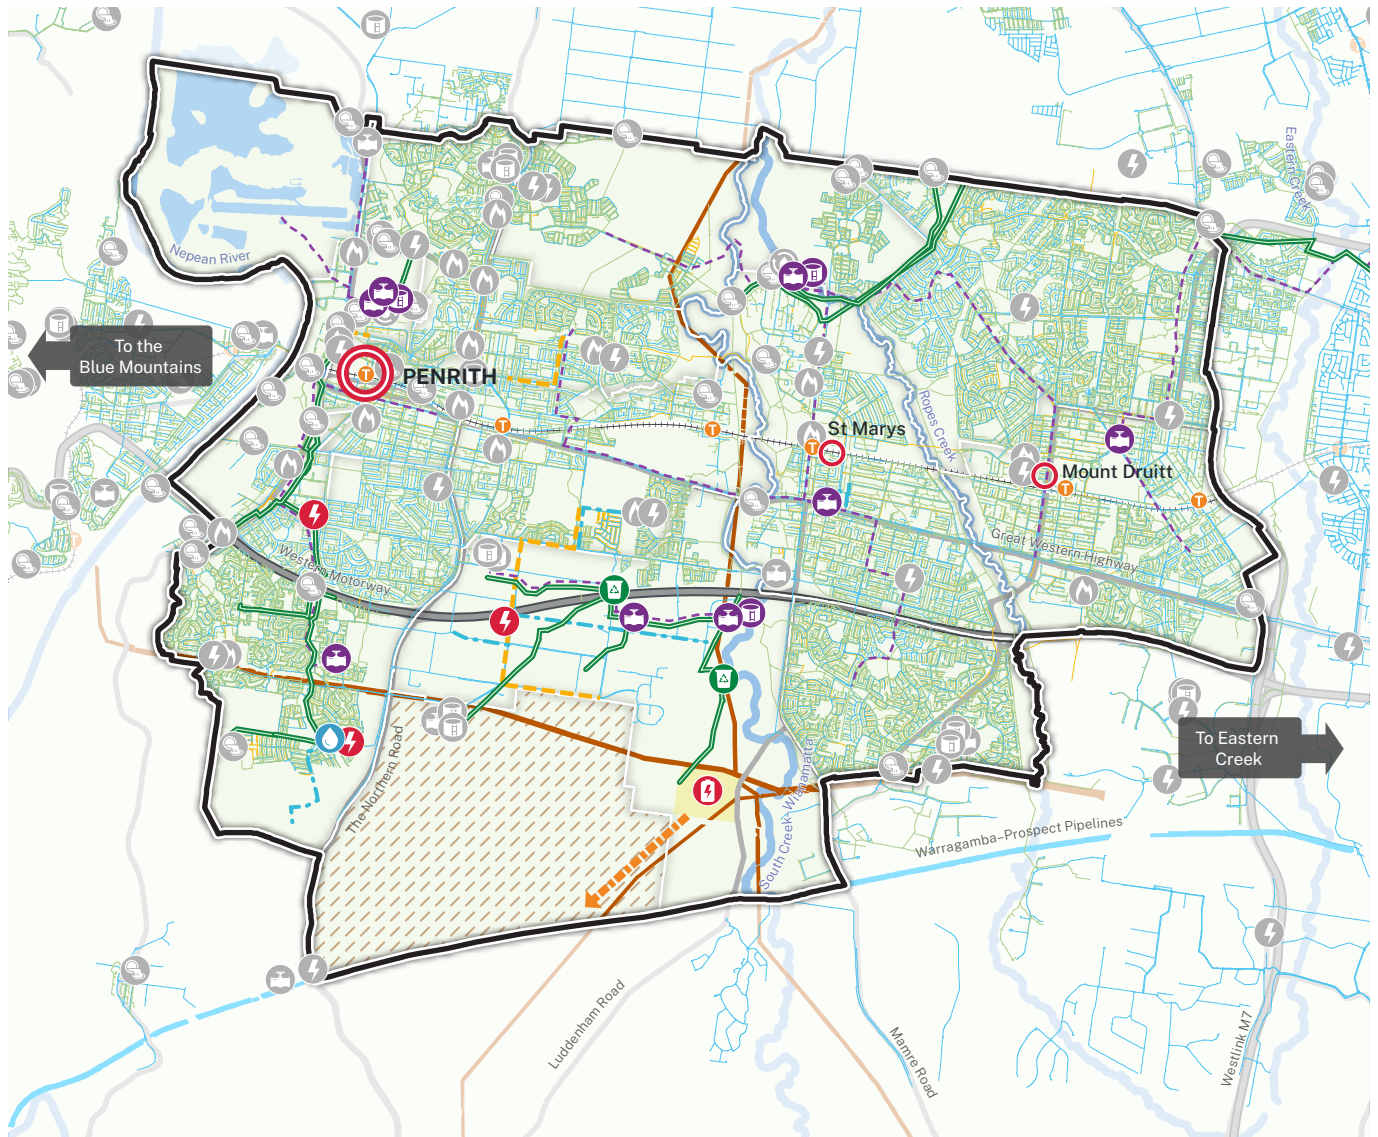 Eastern Creek
Nepean River
To the
Blue Mountains
T
PENRITH
T
T
St Marys
T
Ropes Creek
Mount Druitt
T
T
Great Western Highway
Western Motorway
The Northern Road
To Eastern
Creek
South Creek-Wianamatta
Warragamba–Prospect Pipelines
Luddenham Road
Mamre Road
Westlink M7